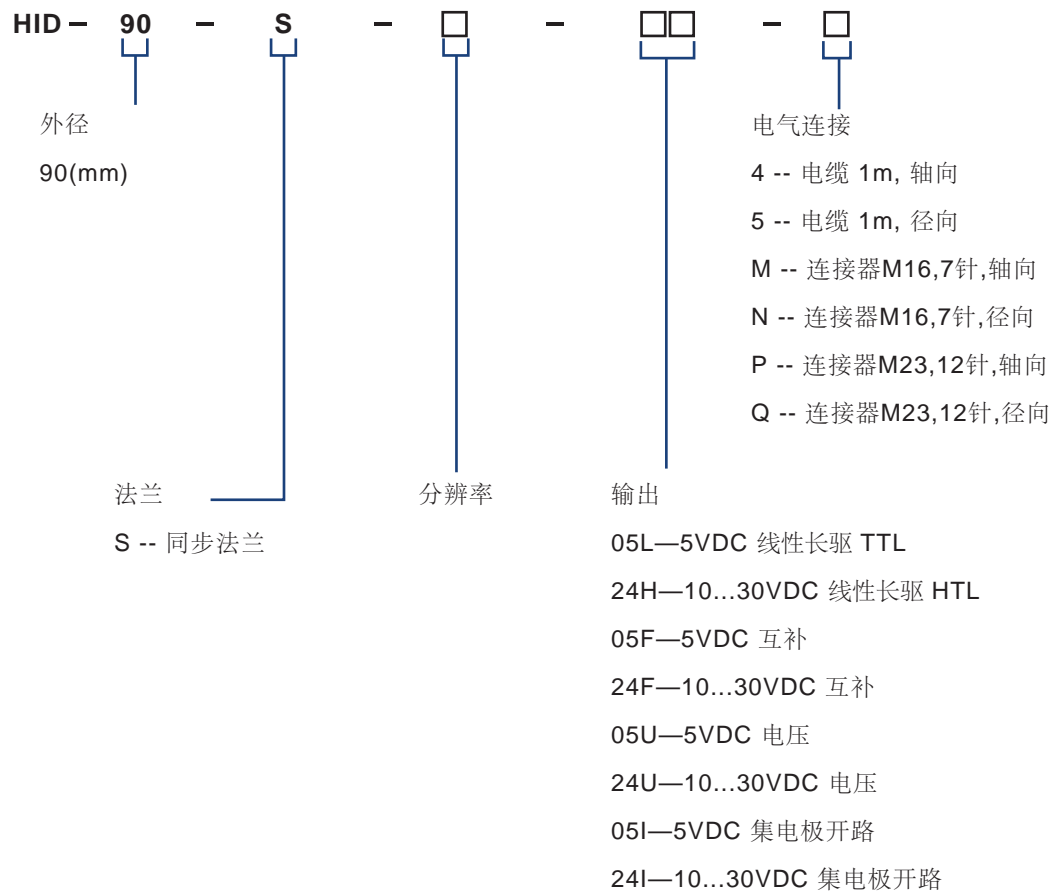 HID – 90 – S – □ – □□ – □
外径
90(mm)
电气连接
4 -- 电缆 1m, 轴向
5 -- 电缆 1m, 径向
M -- 连接器M16,7针,轴向
N -- 连接器M16,7针,径向
P -- 连接器M23,12针,轴向
Q -- 连接器M23,12针,径向
法兰
S -- 同步法兰
分辨率
输出
05L—5VDC 线性长驱 TTL
24H—10...30VDC 线性长驱 HTL
05F—5VDC 互补
24F—10...30VDC 互补
05U—5VDC 电压
24U—10...30VDC 电压
05I—5VDC 集电极开路
24I—10...30VDC 集电极开路